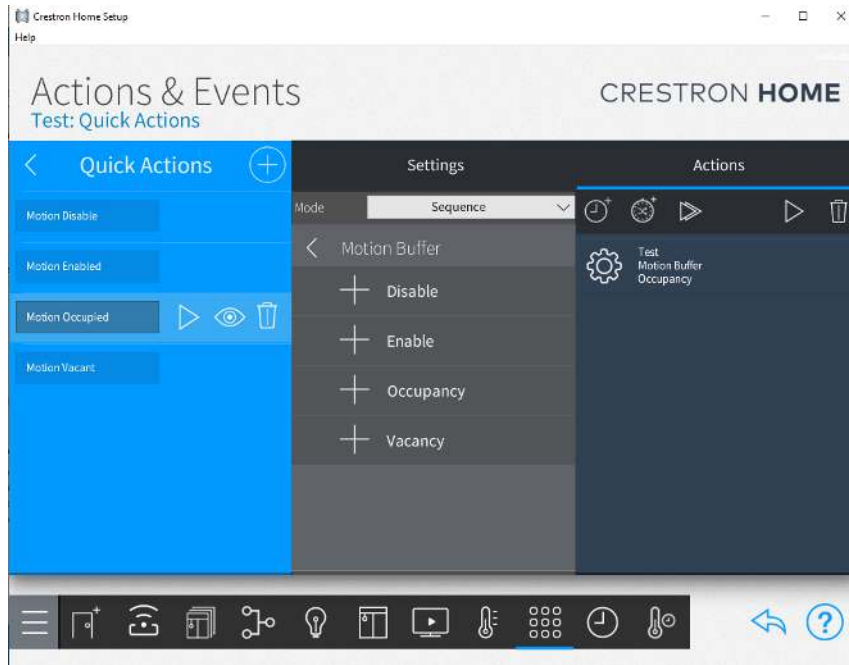 Crestron Home Setup
Help
Actions & Events
CRESTRON HOME
Test: Quick Actions
Quick Actions
Settings
Actions
Motion Disable
Motion Enabled
Motion Occupied
Motion Vacant
Mode
Sequence
Motion Buffer
Disable
Enable
Occupancy
Vacancy
Test
Motion Buffer
Occupancy